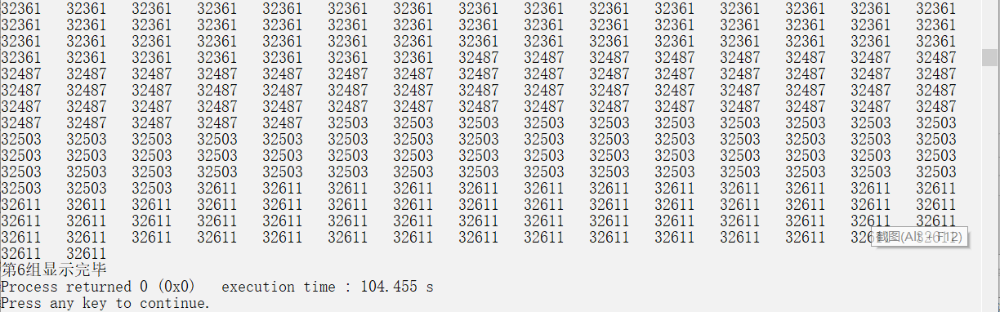 32361 32361 32361 32361 32361 32361 32361 32361 32361 32361 32361 32361 32361 32361 32361
32361 32361 32361 32361 32361 32361 32361 32361 32361 32361 32361 32361 32361 32361 32361
32361 32361 32361 32361 32361 32361 32361 32361 32361 32361 32361 32361 32361 32361 32361
32361 32361 32361 32361 32361 32361 32361 32487 32487 32487 32487 32487 32487 32487 32487
32487 32487 32487 32487 32487 32487 32487 32487 32487 32487 32487 32487 32487 32487 32487
32487 32487 32487 32487 32487 32487 32487 32487 32487 32487 32487 32487 32487 32487 32487
32487 32487 32487 32487 32487 32487 32487 32487 32487 32487 32487 32487 32487 32487 32487
32487 32487 32487 32487 32487 32503 32503 32503 32503 32503 32503 32503 32503 32503 32503
32503 32503 32503 32503 32503 32503 32503 32503 32503 32503 32503 32503 32503 32503 32503
32503 32503 32503 32503 32503 32503 32503 32503 32503 32503 32503 32503 32503 32503 32503
32503 32503 32503 32503 32503 32503 32503 32503 32503 32503 32503 32503 32503 32503 32503
32503 32503 32503 32611 32611 32611 32611 32611 32611 32611 32611 32611 32611 32611 32611
32611 32611 32611 32611 32611 32611 32611 32611 32611 32611 32611 32611 32611 32611 32611
32611 32611 32611 32611 32611 32611 32611 32611 32611 32611 32611 32611 32611 32611 32611
32611 32611 32611 32611 32611 32611 32611 32611 32611 32611 32611 32611 32611
截图(Alt + F12)
32611 32611
第6组显示完毕
Process returned 0 (0x0) execution time : 104.455 s
Press any key to continue.